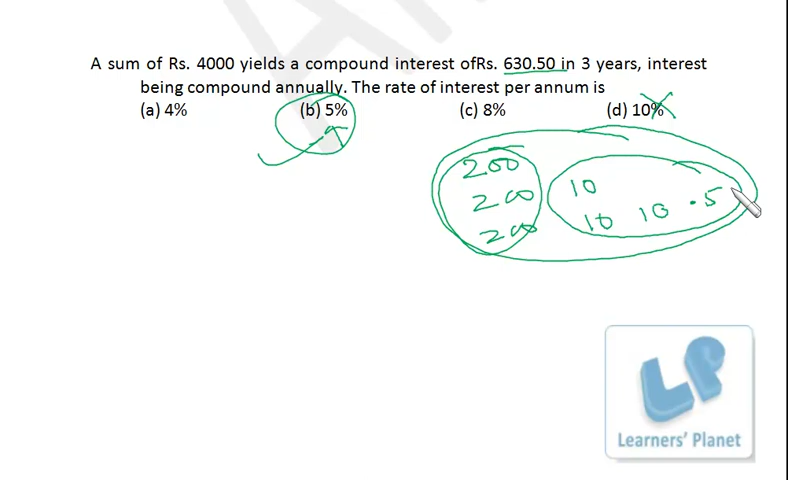 A sum of Rs. 4000 yields a compound interest ofRs. 630.50 in 3 years, interest
being compound annually. The rate of interest per annum is
(a) 4% (b) 5% (c) 8% (d) 10%
200 10
200 10 10 .5
200
LP
Learners' Planet